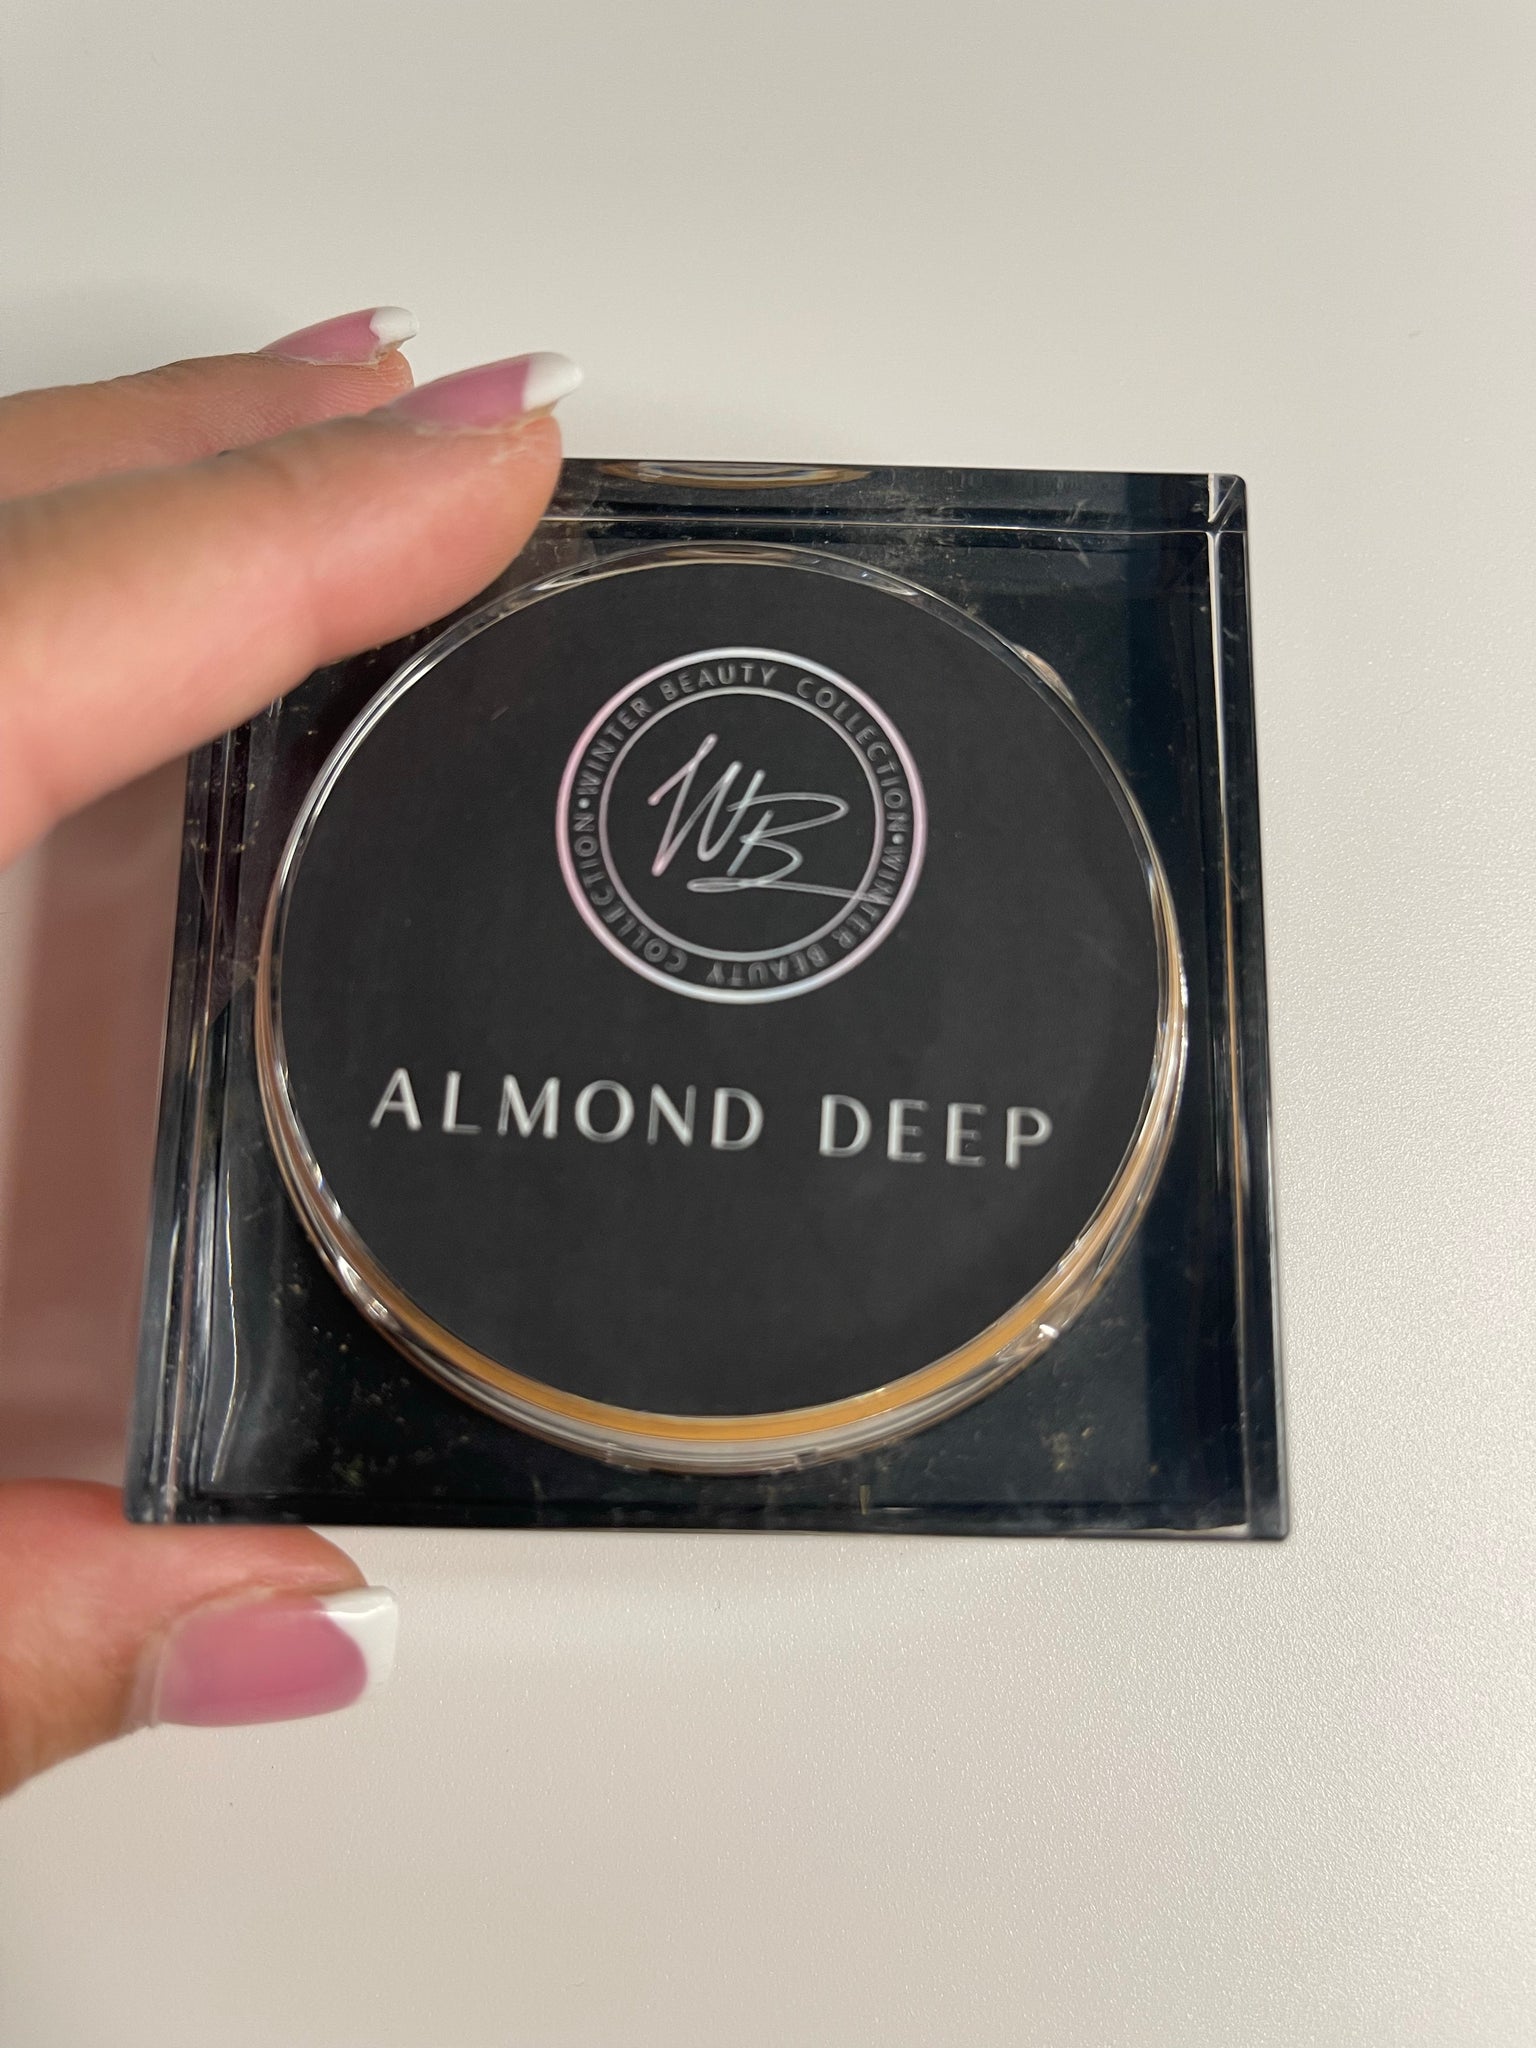 WINTER BEAUTY COLLECTION • WINTER BEAUTY COLLECTION •
WB
ALMOND DEEP